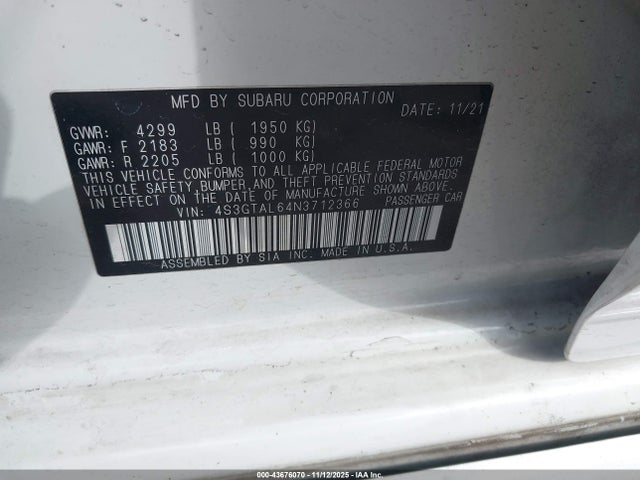 MFD BY SUBARU CORPORATION DATE: 11/21
GVWR: 4299 LB ( 1950 KG)
GAWR: F 2183 LB ( 990 KG)
GAWR: R 2205 LB ( 1000 KG)
THIS VEHICLE CONFORMS TO ALL APPLICABLE FEDERAL MOTOR
VEHICLE SAFETY, BUMPER, AND THEFT PREVENTION STANDARDS
IN EFFECT ON THE DATE OF MANUFACTURE SHOWN ABOVE.
VIN: 4S3GTAL64N3712366 PASSENGER CAR
ASSEMBLED BY SIA INC. MADE IN U.S.A.
000-43676070 - 11/12/2025 - IAA Inc.